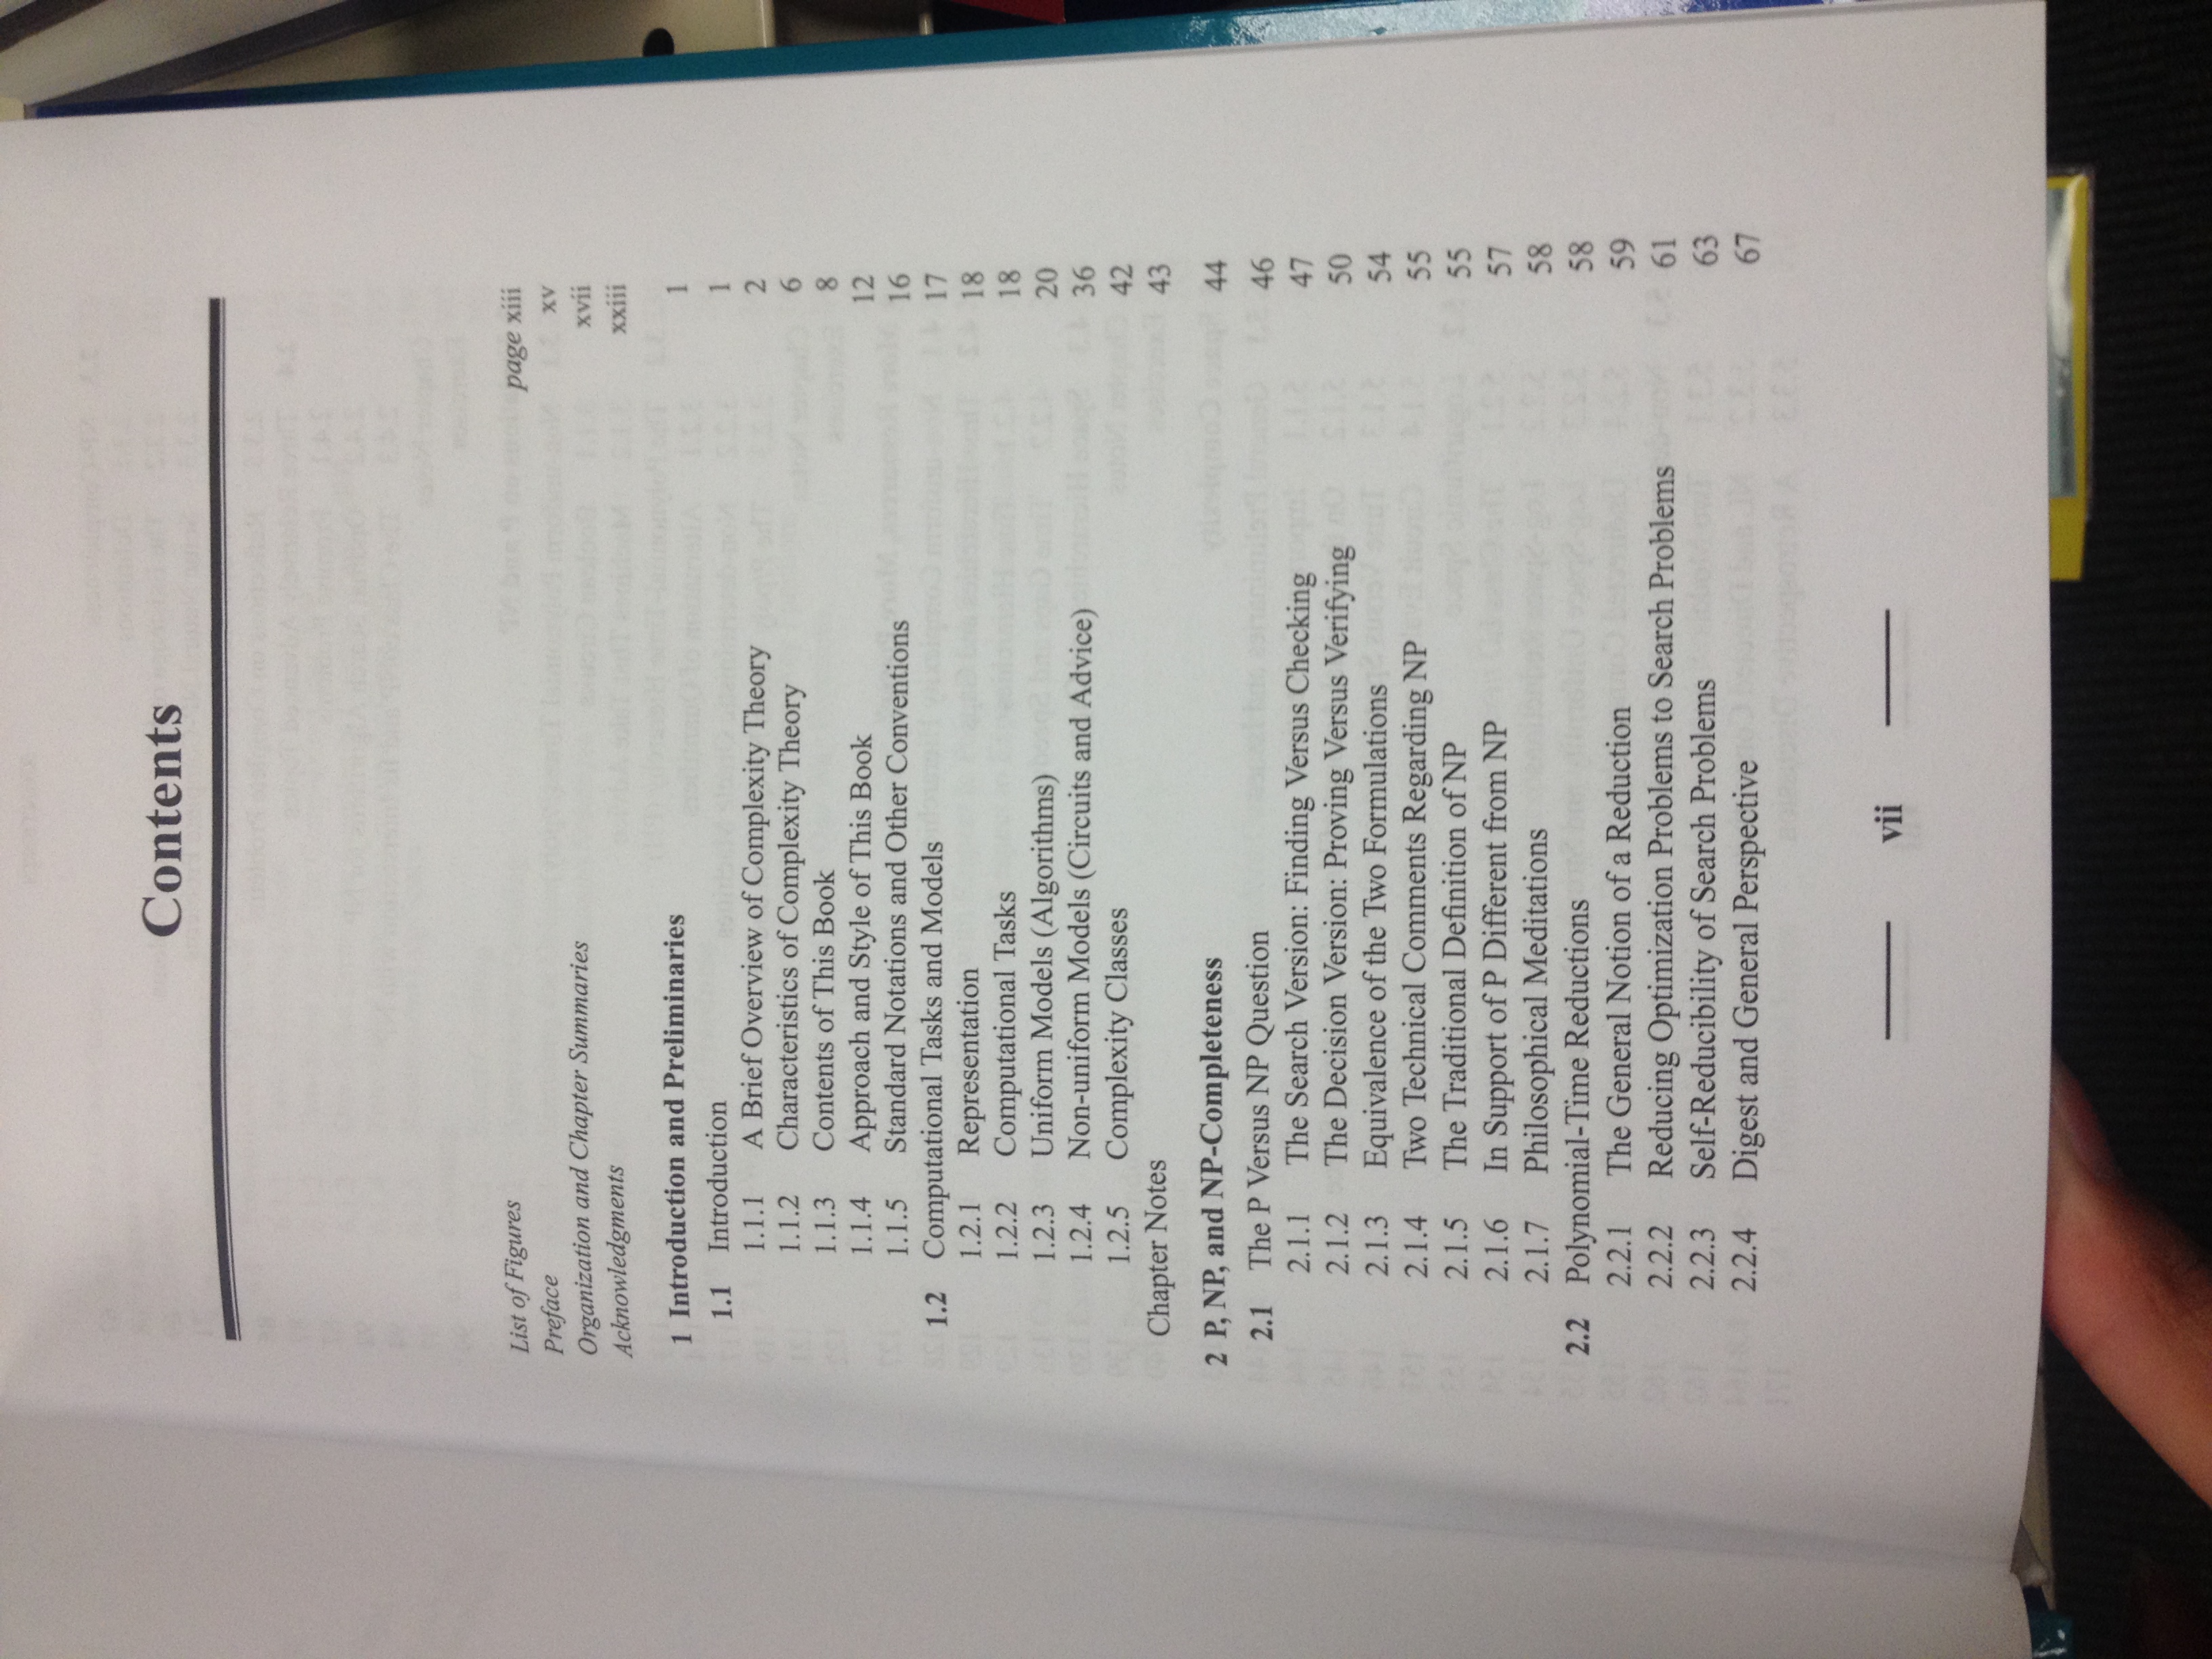 Contents
List of Figures page xiii
Preface xv
Organization and Chapter Summaries xvii
Acknowledgments xxiii
1 Introduction and Preliminaries 1
1.1 Introduction 1
1.1.1 A Brief Overview of Complexity Theory 2
1.1.2 Characteristics of Complexity Theory 6
1.1.3 Contents of This Book 8
1.1.4 Approach and Style of This Book 12
1.1.5 Standard Notations and Other Conventions 16
1.2 Computational Tasks and Models 17
1.2.1 Representation 18
1.2.2 Computational Tasks 18
1.2.3 Uniform Models (Algorithms) 20
1.2.4 Non-uniform Models (Circuits and Advice) 36
1.2.5 Complexity Classes 42
Chapter Notes 43
2 P, NP, and NP-Completeness 44
2.1 The P Versus NP Question 46
2.1.1 The Search Version: Finding Versus Checking 47
2.1.2 The Decision Version: Proving Versus Verifying 50
2.1.3 Equivalence of the Two Formulations 54
2.1.4 Two Technical Comments Regarding NP 55
2.1.5 The Traditional Definition of NP 55
2.1.6 In Support of P Different from NP 57
2.1.7 Philosophical Meditations 58
2.2 Polynomial-Time Reductions 58
2.2.1 The General Notion of a Reduction 59
2.2.2 Reducing Optimization Problems to Search Problems 61
2.2.3 Self-Reducibility of Search Problems 63
2.2.4 Digest and General Perspective 67
vii